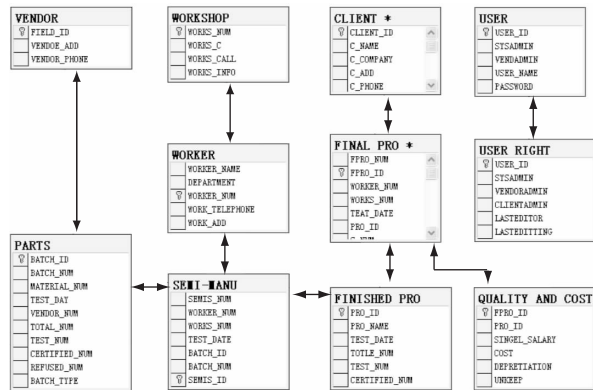 VENDOR
FIELD_ID
VENDOE_ADD
VENDOR_PHONE
WORKSHOP
WORKS_NUM
WORKS_C
WORKS_CALL
WORKS_INFO
CLIENT *
CLIENT_ID
C_NAME
C_COMPANY
C_ADD
C_PHONE
USER
USER_ID
SYSADMIN
VENDADMIN
USER_NAME
PASSWORD
WORKER
WORKER_NAME
DEPARTMENT
WORKER_NUM
WORK_TELEPHONE
WORK_ADD
FINAL PRO *
FPRO_NUM
FPRO_ID
WORKER_NUM
WORKS_NUM
TEAT_DATE
PRO_ID
C_NUM
USER RIGHT
USER_ID
SYSADMIN
VENDORADMIN
CLIENTADMIN
LASTEDITOR
LASTEDITTING
PARTS
BATCH_ID
BATCH_NUM
MATERIAL_NUM
TEST_DAY
VENDOR_NUM
TOTAL_NUM
TEST_NUM
CERTIFIED_NUM
REFUSED_NUM
BATCH_TYPE
SEMI-MANU
SEMIS_NUM
WORKER_NUM
WORKS_NUM
TEST_DATE
BATCH_ID
BATCH_NUM
SEMIS_ID
FINISHED PRO
PRO_ID
PRO_NAME
TEST_DATE
TOTLE_NUM
TEST_NUM
CERTIFIED_NUM
QUALITY AND COST
FPRO_ID
PRO_ID
SINGEL_SALARY
COST
DEPRETIATION
UNKEEP